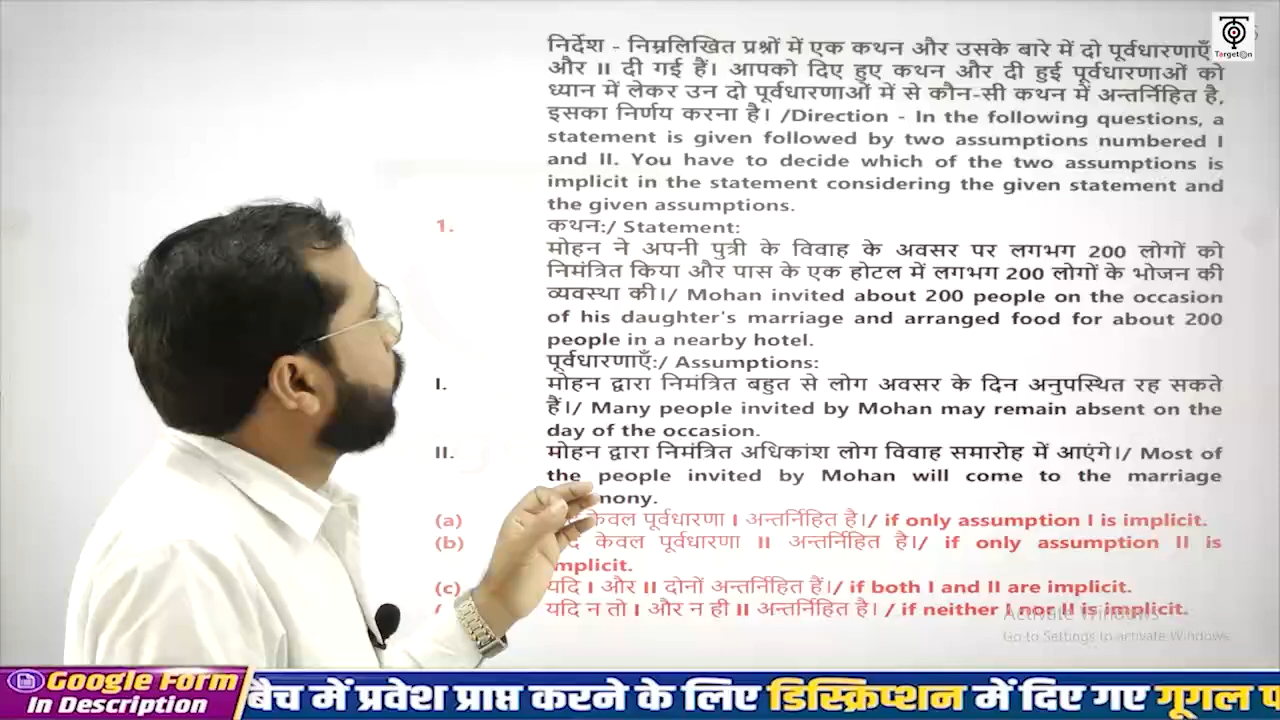 Target@n
निर्देश - निम्नलिखित प्रश्नों में एक कथन और उसके बारे में दो पूर्वधारणाएँ
और II दी गई हैं। आपको दिए हुए कथन और दी हुई पूर्वधारणाओं को
ध्यान में लेकर उन दो पूर्वधारणाओं में से कौन-सी कथन में अन्तर्निहित है,
इसका निर्णय करना है। /Direction - In the following questions, a
statement is given followed by two assumptions numbered I
and II. You have to decide which of the two assumptions is
implicit in the statement considering the given statement and
the given assumptions.
1. कथन:/ Statement:
मोहन ने अपनी पुत्री के विवाह के अवसर पर लगभग 200 लोगों को
निमंत्रित किया और पास के एक होटल में लगभग 200 लोगों के भोजन की
व्यवस्था की।/ Mohan invited about 200 people on the occasion
of his daughter's marriage and arranged food for about 200
people in a nearby hotel.
पूर्वधारणाएँ:/ Assumptions:
I. मोहन द्वारा निमंत्रित बहुत से लोग अवसर के दिन अनुपस्थित रह सकते
हैं।/ Many people invited by Mohan may remain absent on the
day of the occasion.
II. मोहन द्वारा निमंत्रित अधिकांश लोग विवाह समारोह में आएंगे।/ Most of
the people invited by Mohan will come to the marriage
mony.
(a) केवल पूर्वधारणा I अन्तर्निहित है।/ if only assumption I is implicit.
(b) केवल पूर्वधारणा II अन्तर्निहित है।/ if only assumption II is
implicit.
(c) यदि I और II दोनों अन्तर्निहित हैं।/ if both I and II are implicit.
यदि न तो I और न ही II अन्तर्निहित है। / if neither I nor II is implicit.
Activate Windows
Go to Settings to activate Windows.
Google Form
In Description
बैच में प्रवेश प्राप्त करने के लिए डिस्क्रिप्शन में दिए गए गूगल